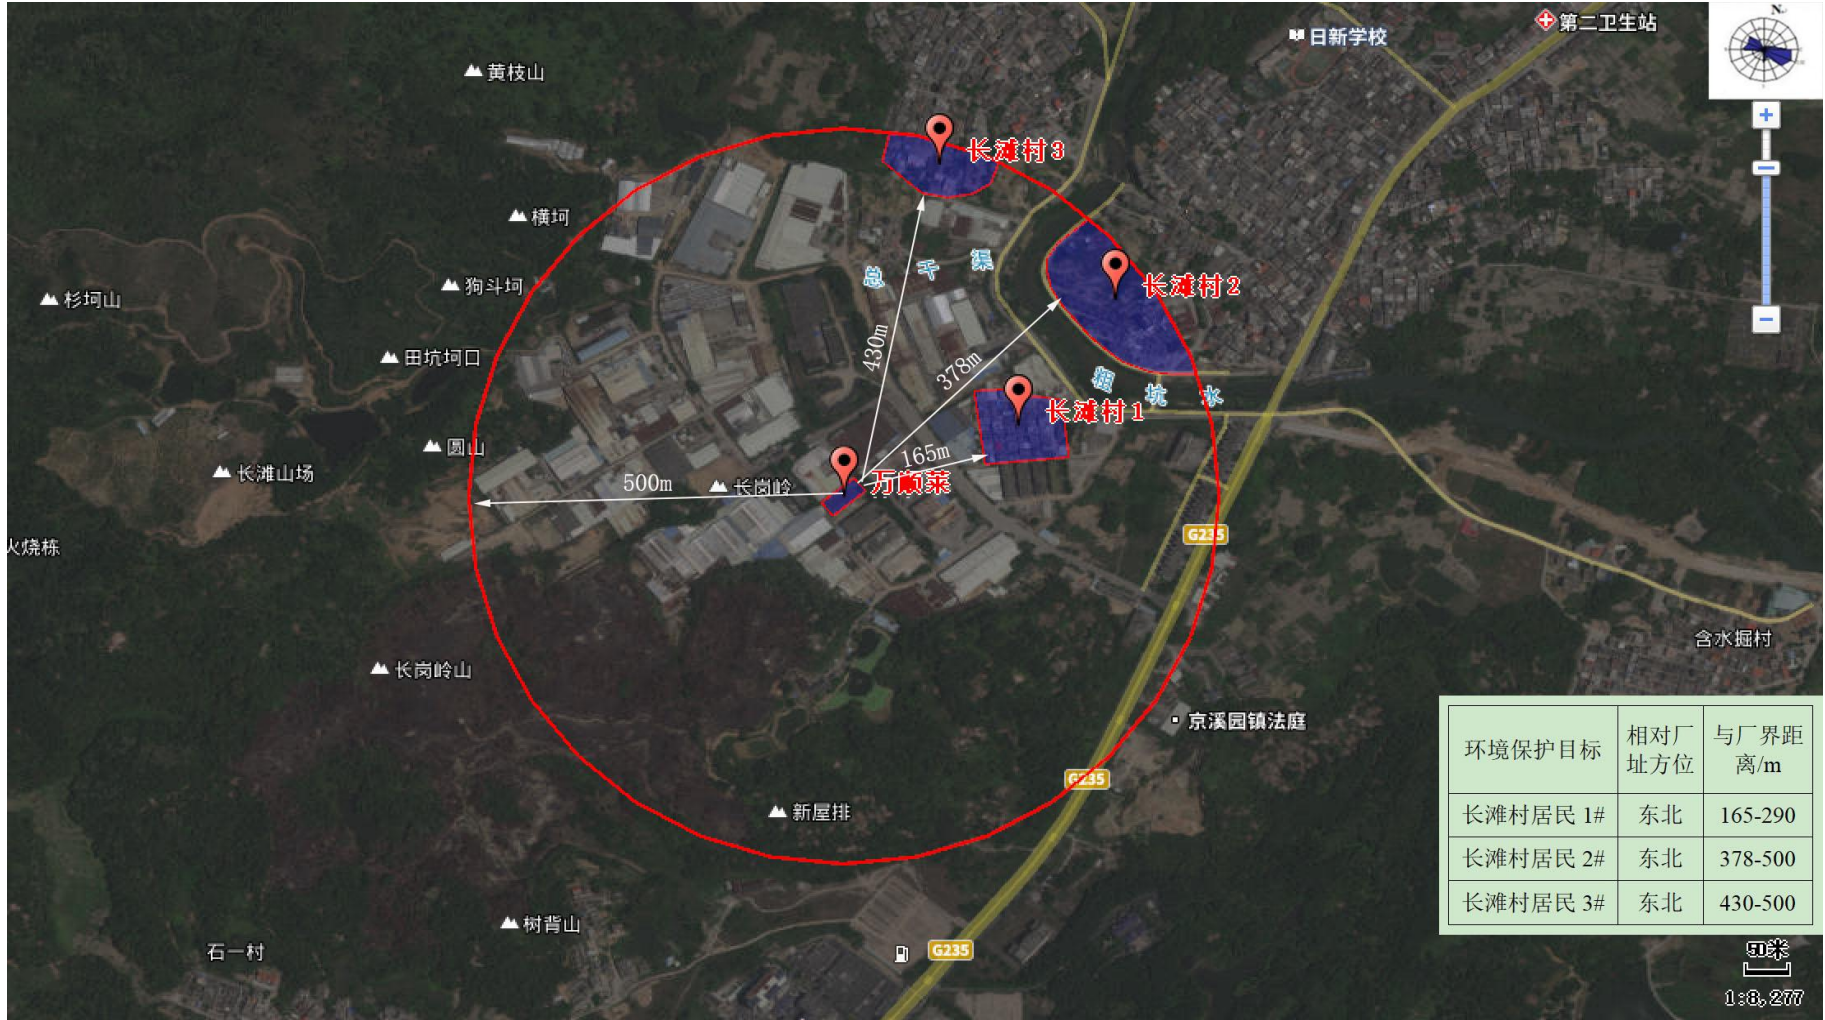 第二卫生站
日新学校
N
黄枝山
长滩村3
横坷
总干渠
狗斗坷
长滩村2
杉坷山
430m
378m
田坑坷口
粗坑水
长滩村1
圆山
165m
长滩山场
500m
长岗岭
万顺莱
G235
火烧栋
含水掘村
长岗岭山
京溪园镇法庭
G235
新屋排
环境保护目标
相对厂
址方位
与厂界距
离/m
长滩村居民 1#
东北
165-290
长滩村居民 2#
东北
378-500
长滩村居民 3#
东北
430-500
树背山
石一村
G235
50米
1:8,277